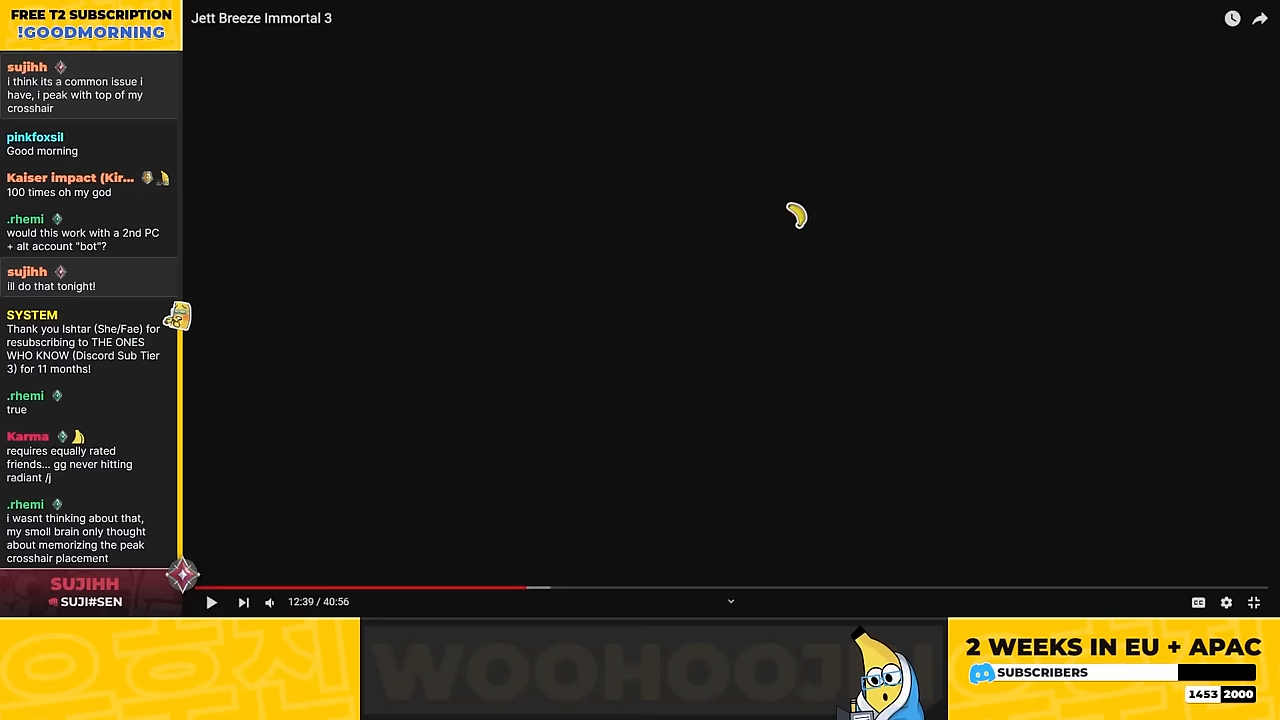 FREE T2 SUBSCRIPTION
!GOODMORNING
Jett Breeze Immortal 3
sujihh
i think its a common issue i
have, i peak with top of my
crosshair
pinkfoxsil
Good morning
Kaiser impact (Kir...
100 times oh my god
.rhemi
would this work with a 2nd PC
+ alt account "bot"?
sujihh
ill do that tonight!
SYSTEM
Thank you Ishtar (She/Fae) for
resubscribing to THE ONES
WHO KNOW (Discord Sub Tier
3) for 11 months!
.rhemi
true
Karma
requires equally rated
friends... gg never hitting
radiant /j
.rhemi
i wasnt thinking about that,
my smoll brain only thought
about memorizing the peak
crosshair placement
SUJIHH
SUJI#SEN
12:39 / 40:56
CC
WOOHOOJIN
2 WEEKS IN EU + APAC
SUBSCRIBERS
1453 2000